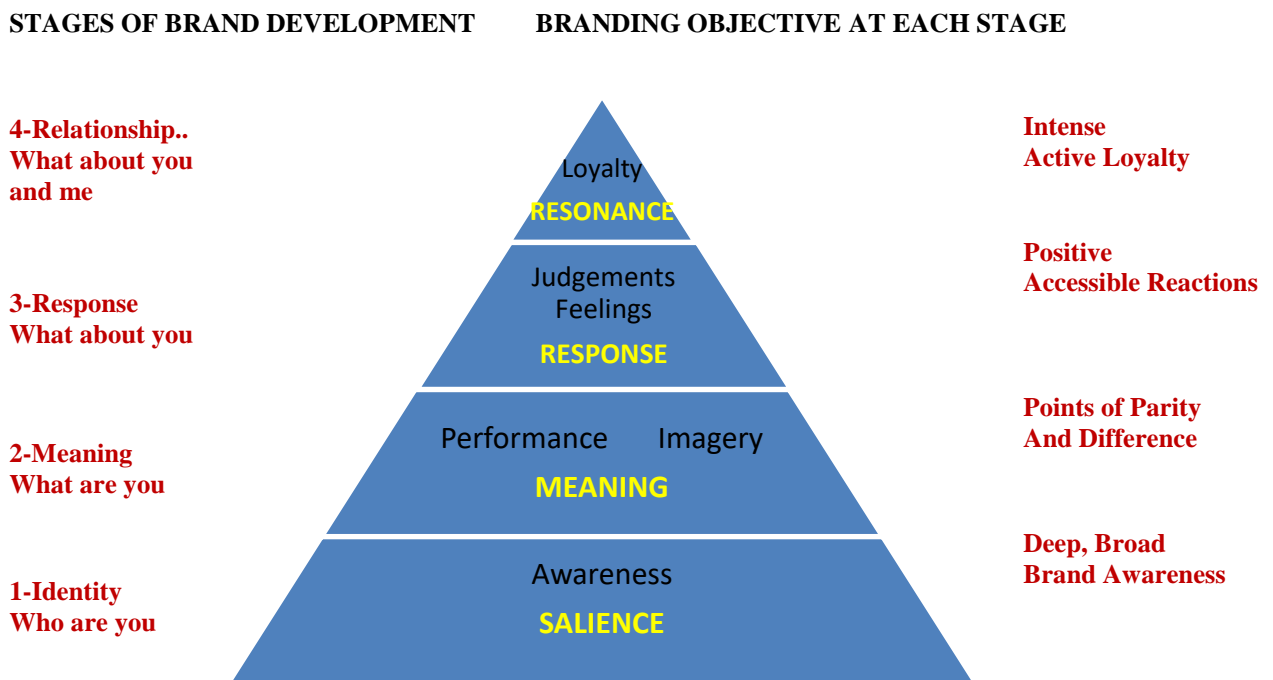 STAGES OF BRAND DEVELOPMENT BRANDING OBJECTIVE AT EACH STAGE
4-Relationship..
What about you
and me
Loyalty
RESONANCE
Intense
Active Loyalty
3-Response
What about you
Judgements
Feelings
RESPONSE
Positive
Accessible Reactions
2-Meaning
What are you
Performance Imagery
MEANING
Points of Parity
And Difference
1-Identity
Who are you
Awareness
SALIENCE
Deep, Broad
Brand Awareness